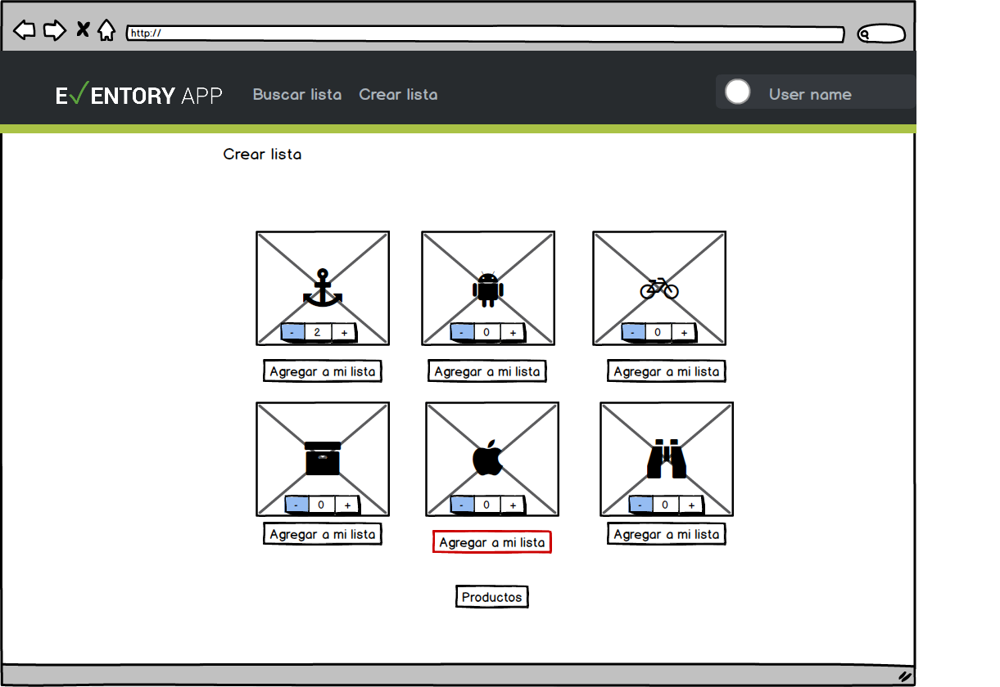 http://
E✓ENTORY APP
Buscar lista
Crear lista
User name
Crear lista
- 2 +
- 0 +
- 0 +
Agregar a mi lista
Agregar a mi lista
Agregar a mi lista
- 0 +
- 0 +
- 0 +
Agregar a mi lista
Agregar a mi lista
Agregar a mi lista
Productos